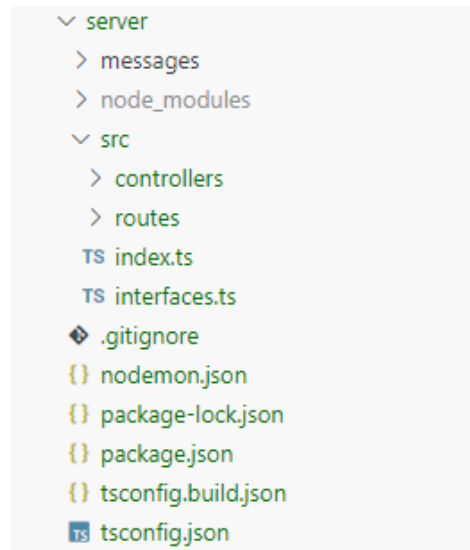 server
messages
node_modules
src
controllers
routes
TS index.ts
TS interfaces.ts
.gitignore
{} nodemon.json
{} package-lock.json
{} package.json
{} tsconfig.build.json
TS tsconfig.json